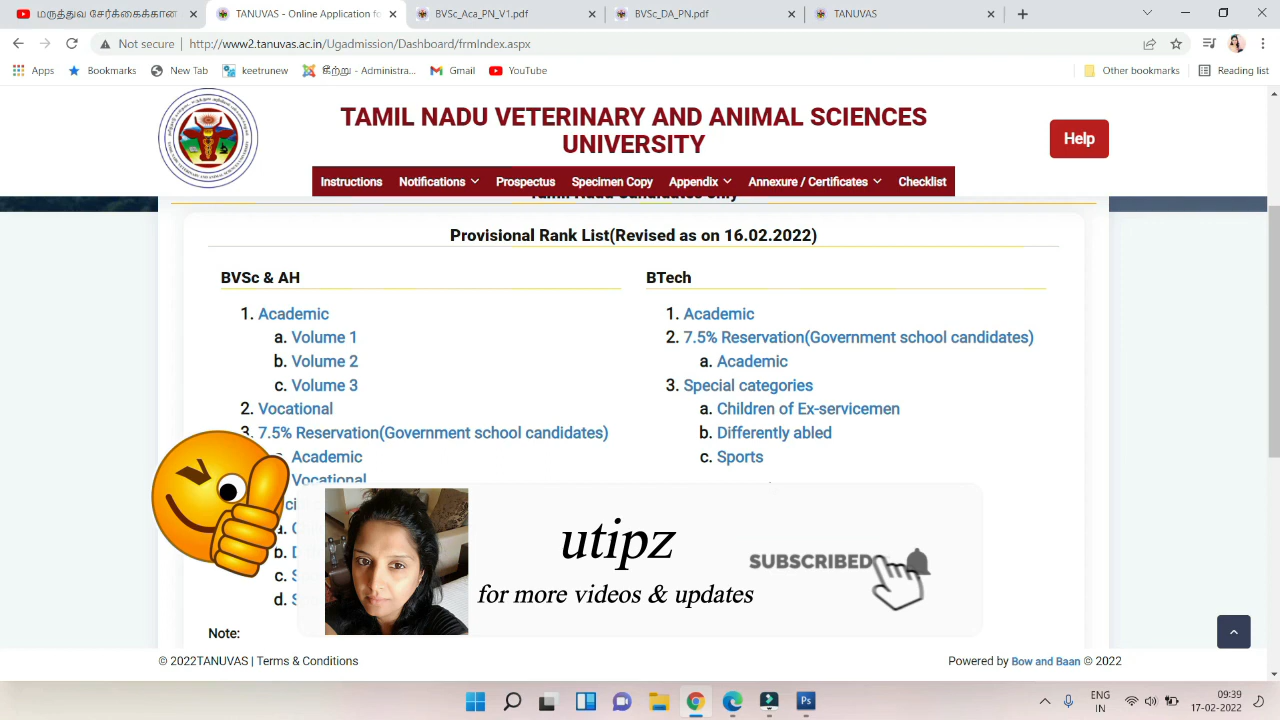 மருத்துவர் செல்வ
TANUVAS - Online Application fo
BVSc_Aca_PN_V1.pdf
BVSc_DA_PN.pdf
TANUVAS
Not secure | http://www2.tanuvas.ac.in/Ugadmission/Dashboard/frmIndex.aspx
Apps
Bookmarks
New Tab
keetrunew
கீற்று - Administra...
Gmail
YouTube
Other bookmarks
Reading list
TAMIL NADU VETERINARY AND ANIMAL SCIENCES
UNIVERSITY
Help
Instructions
Notifications
Prospectus
Specimen Copy
Appendix
Annexure / Certificates
Checklist
Tamil Nadu Candidates only
Provisional Rank List(Revised as on 16.02.2022)
BVSc & AH
1. Academic
a. Volume 1
b. Volume 2
c. Volume 3
2. Vocational
3. 7.5% Reservation(Government school candidates)
Academic
Vocational
b.
c. S
d. S
Note:
BTech
1. Academic
2. 7.5% Reservation(Government school candidates)
a. Academic
3. Special categories
a. Children of Ex-servicemen
b. Differently abled
c. Sports
utipz
for more videos & updates
SUBSCRIBED
© 2022TANUVAS | Terms & Conditions
Powered by Bow and Baan © 2022
ENG
IN
09:39
17-02-2022